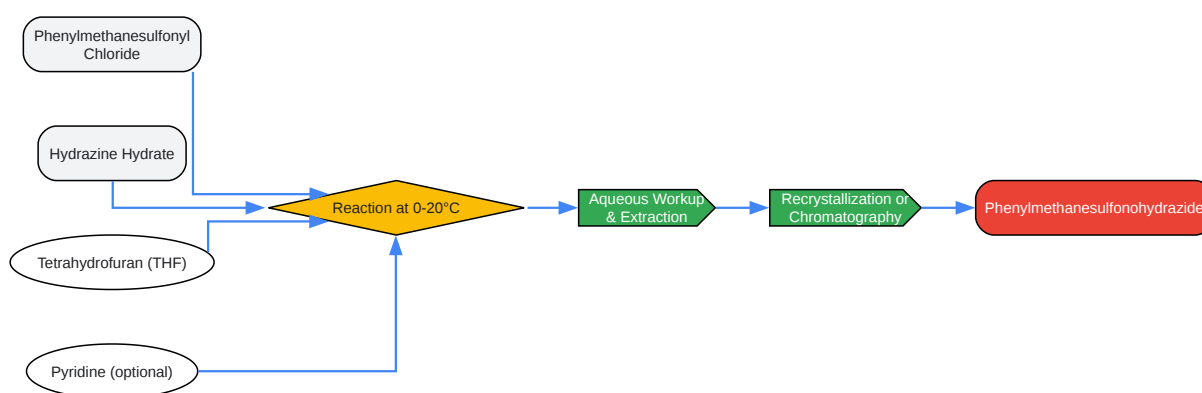 Phenylmethanesulfonyl
Chloride
Hydrazine Hydrate
Reaction at 0-20°C
Aqueous Workup
& Extraction
Recrystallization or
Chromatography
Phenylmethanesulfonohydrazide
Tetrahydrofuran (THF)
Pyridine (optional)